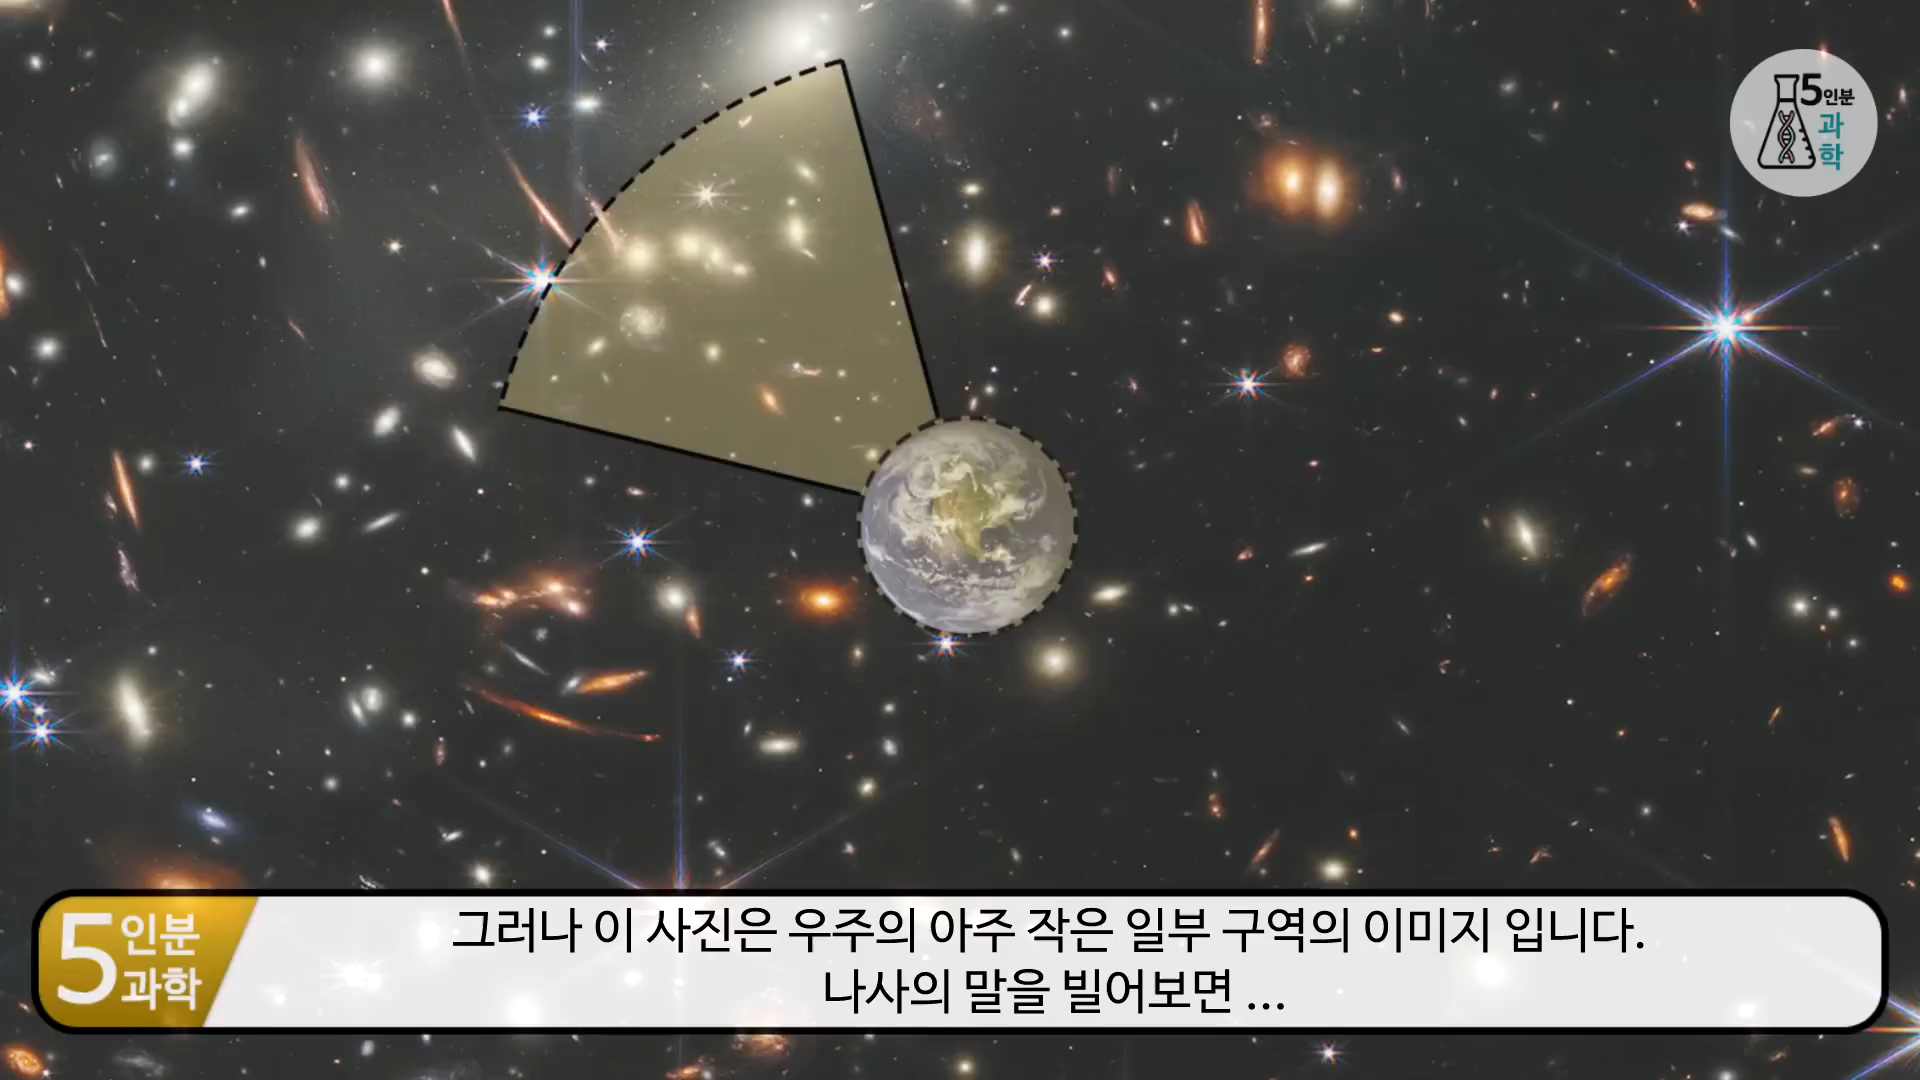 5인분
과
학
5인분
과학
그러나 이 사진은 우주의 아주 작은 일부 구역의 이미지 입니다.
나사의 말을 빌어보면 ...